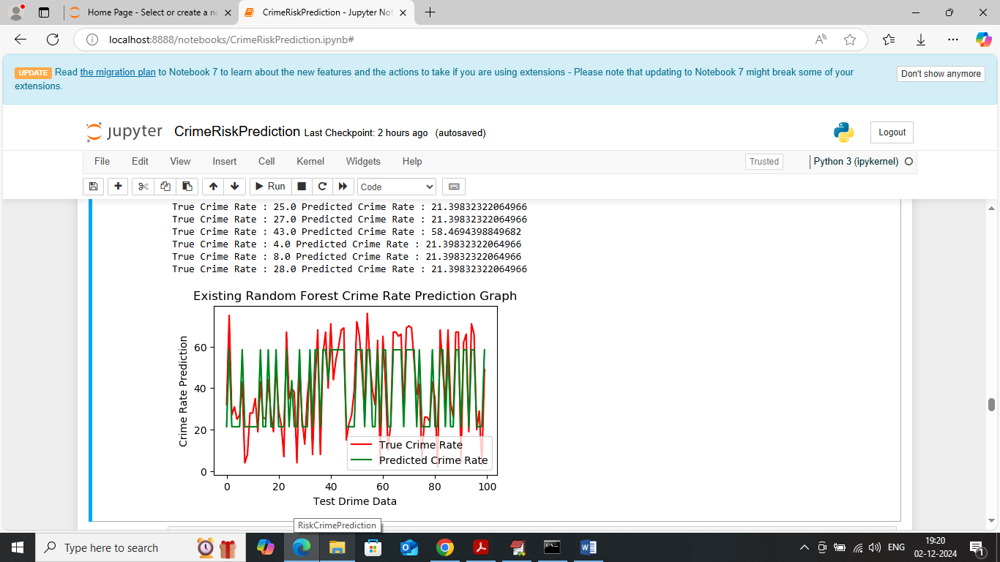 Home Page - Select or create a no
CrimeRiskPrediction - Jupyter Not
localhost:8888/notebooks/CrimeRiskPrediction.ipynb#
UPDATE Read the migration plan to Notebook 7 to learn about the new features and the actions to take if you are using extensions - Please note that updating to Notebook 7 might break some of your
extensions.
Don't show anymore
jupyter CrimeRiskPrediction Last Checkpoint: 2 hours ago (autosaved)
Logout
File Edit View Insert Cell Kernel Widgets Help
Trusted
Python 3 (ipykernel)
Run
Code
True Crime Rate : 25.0 Predicted Crime Rate : 21.39832322064966
True Crime Rate : 27.0 Predicted Crime Rate : 21.39832322064966
True Crime Rate : 43.0 Predicted Crime Rate : 58.4694398849682
True Crime Rate : 4.0 Predicted Crime Rate : 21.39832322064966
True Crime Rate : 8.0 Predicted Crime Rate : 21.39832322064966
True Crime Rate : 28.0 Predicted Crime Rate : 21.39832322064966
Existing Random Forest Crime Rate Prediction Graph
Crime Rate Prediction
60
40
20
0
True Crime Rate
Predicted Crime Rate
0 20 40 60 80 100
Test Drime Data
RiskCrimePrediction
Type here to search
ENG
19:20
02-12-2024
1